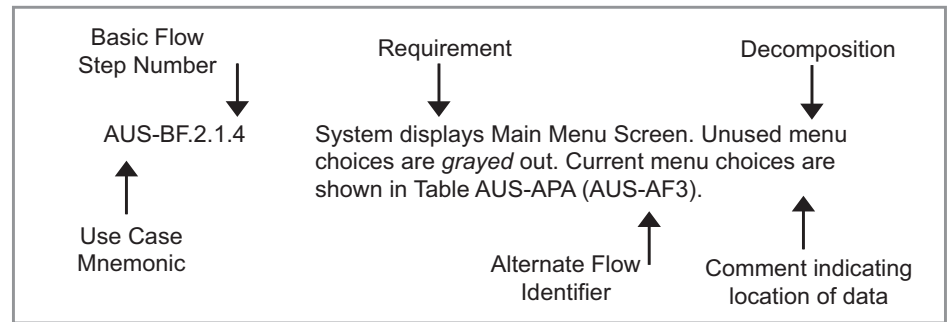 Basic Flow
Step Number
Requirement
Decomposition
AUS-BF.2.1.4
System displays Main Menu Screen. Unused menu
choices are grayed out. Current menu choices are
shown in Table AUS-APA (AUS-AF3).
Use Case
Mnemonic
Alternate Flow
Identifier
Comment indicating
location of data